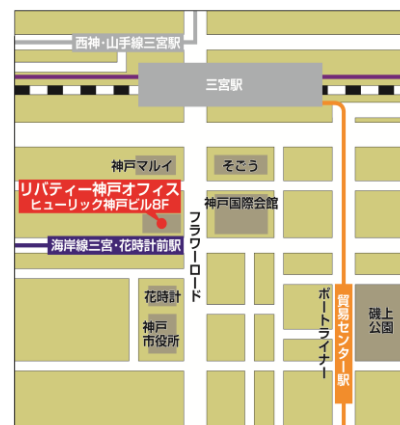 西神・山手線三宮駅
三宮駅
神戸マルイ
そごう
リバティー神戸オフィス
ヒューリック神戸ビル8F
神戸国際会館
フラワーロード
海岸線三宮・花時計前駅
花時計
神戸
市役所
ポートライナー
貿易センター駅
磯上
公園